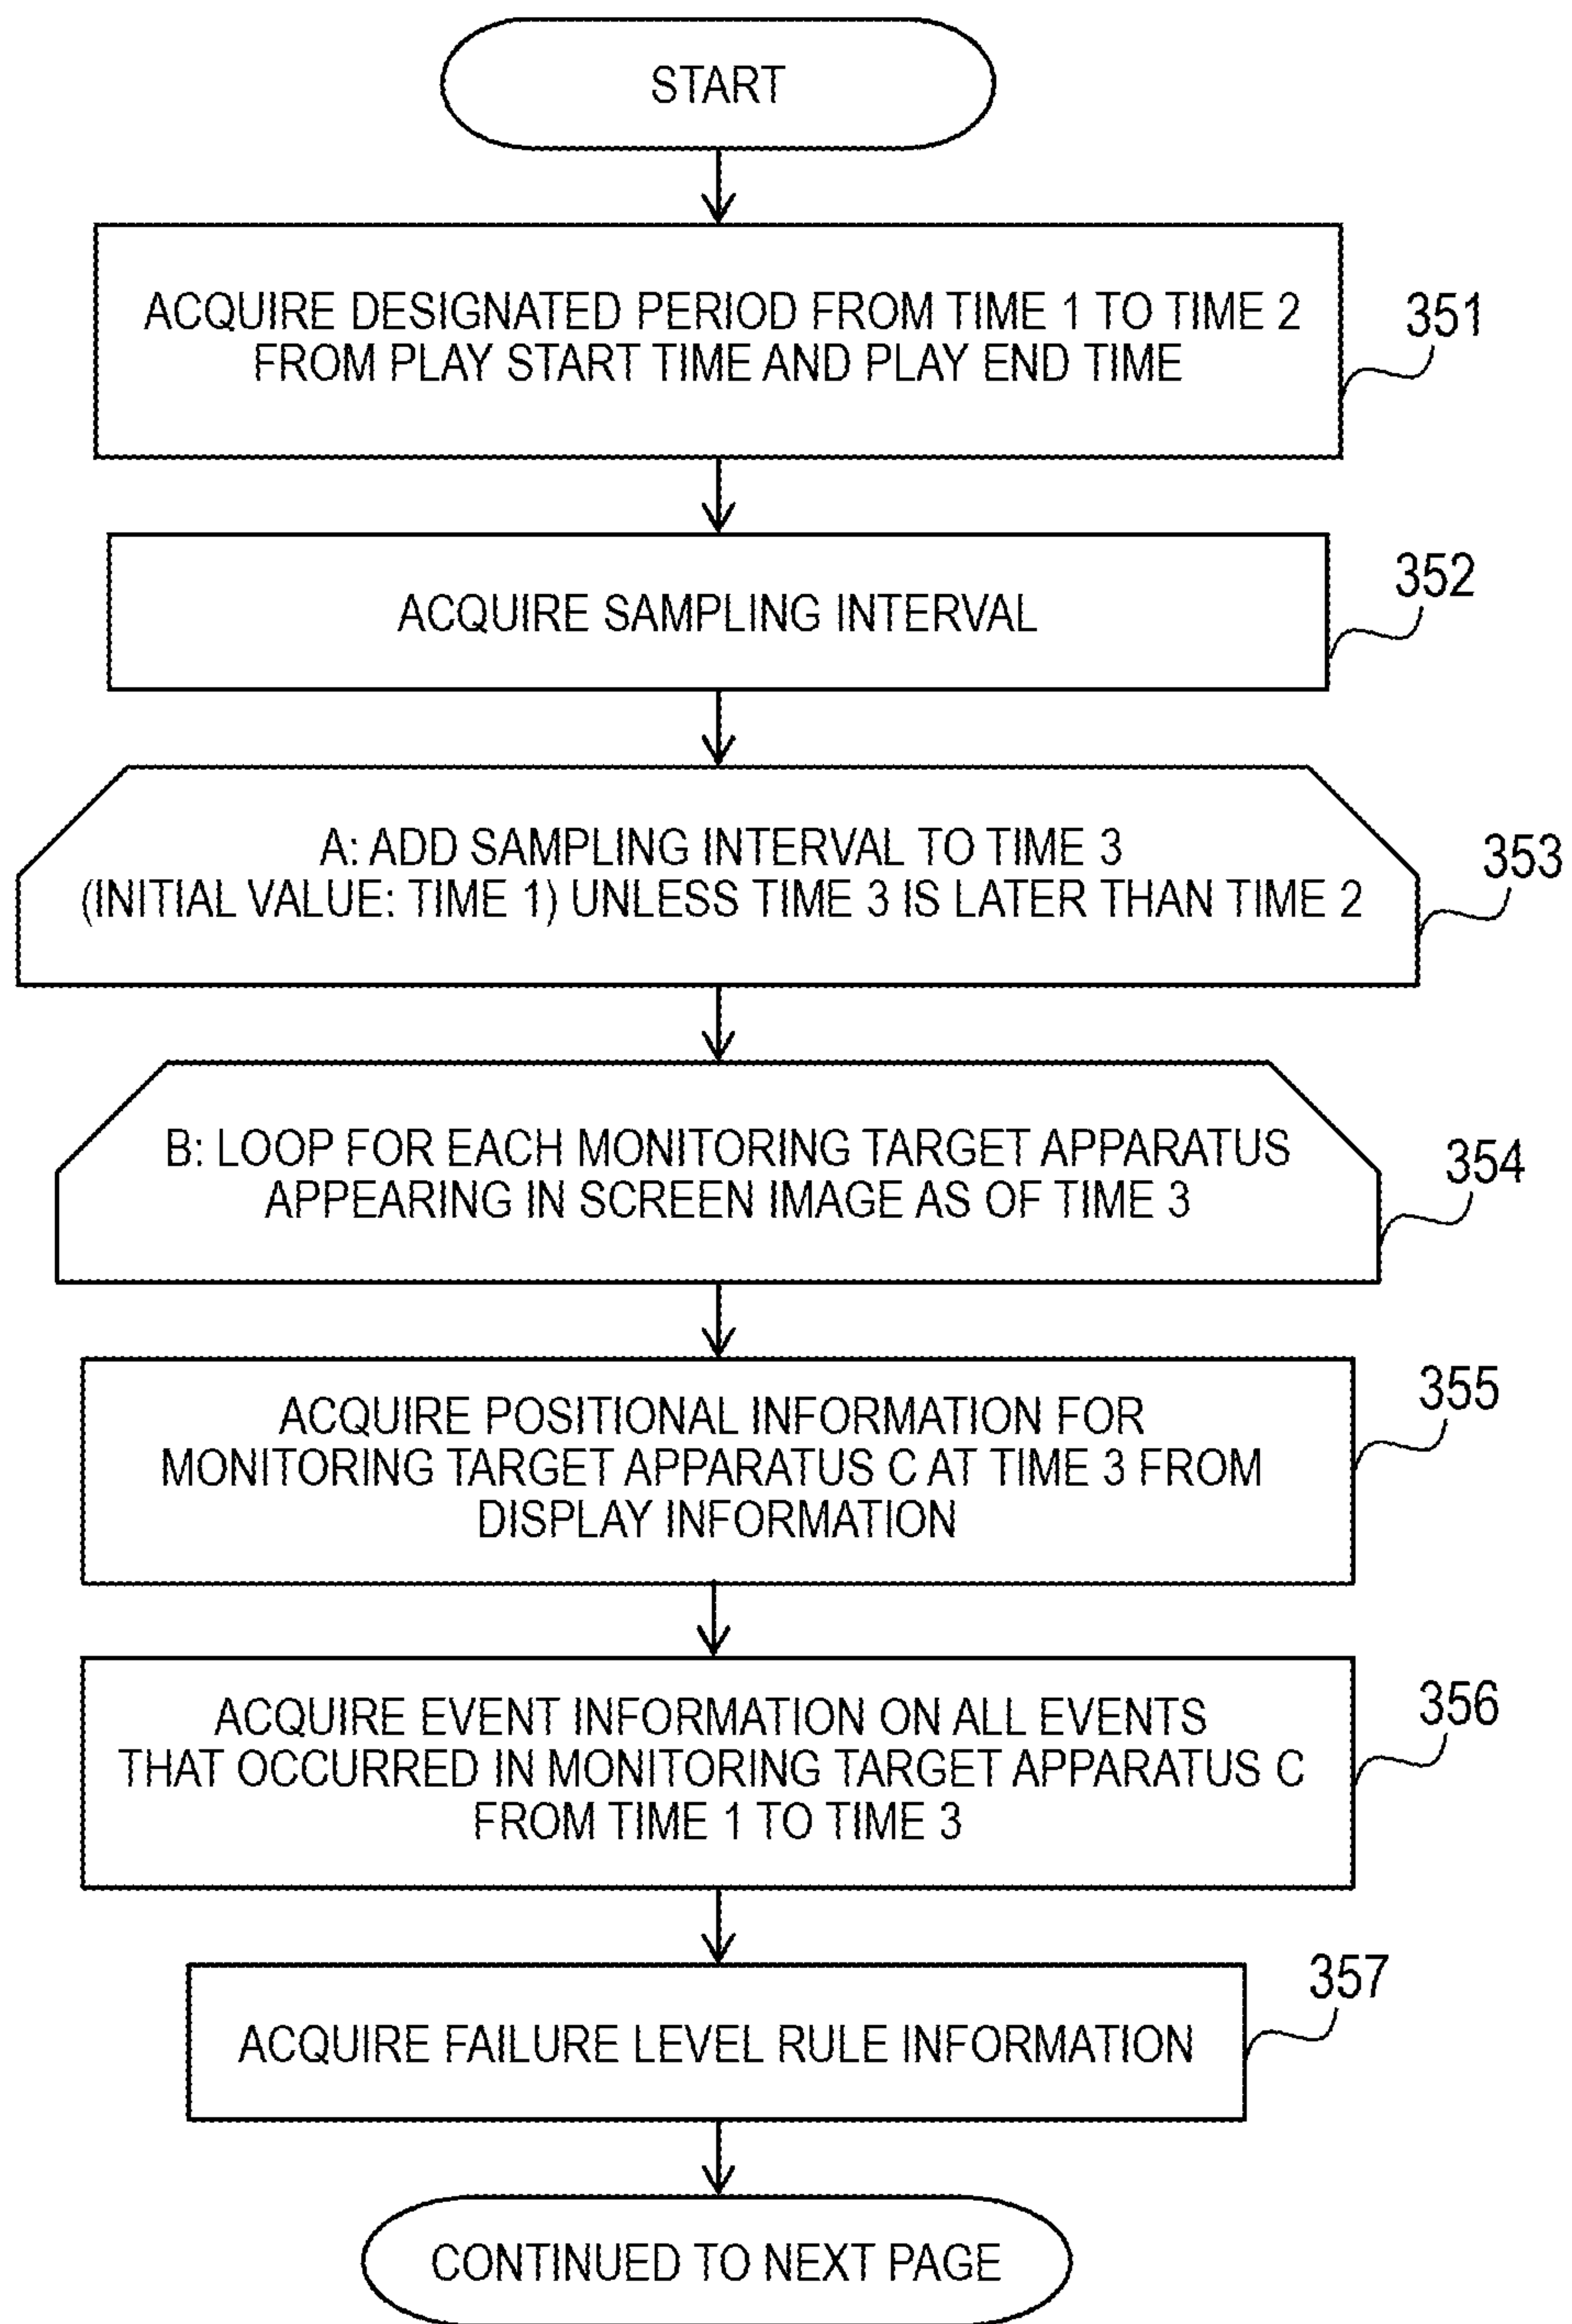 START
ACQUIRE DESIGNATED PERIOD FROM TIME 1 TO TIME 2
FROM PLAY START TIME AND PLAY END TIME
351
ACQUIRE SAMPLING INTERVAL
352
A: ADD SAMPLING INTERVAL TO TIME 3
(INITIAL VALUE: TIME 1) UNLESS TIME 3 IS LATER THAN TIME 2
353
B: LOOP FOR EACH MONITORING TARGET APPARATUS
APPEARING IN SCREEN IMAGE AS OF TIME 3
354
ACQUIRE POSITIONAL INFORMATION FOR
MONITORING TARGET APPARATUS C AT TIME 3 FROM
DISPLAY INFORMATION
355
ACQUIRE EVENT INFORMATION ON ALL EVENTS
THAT OCCURRED IN MONITORING TARGET APPARATUS C
FROM TIME 1 TO TIME 3
356
ACQUIRE FAILURE LEVEL RULE INFORMATION
357
CONTINUED TO NEXT PAGE